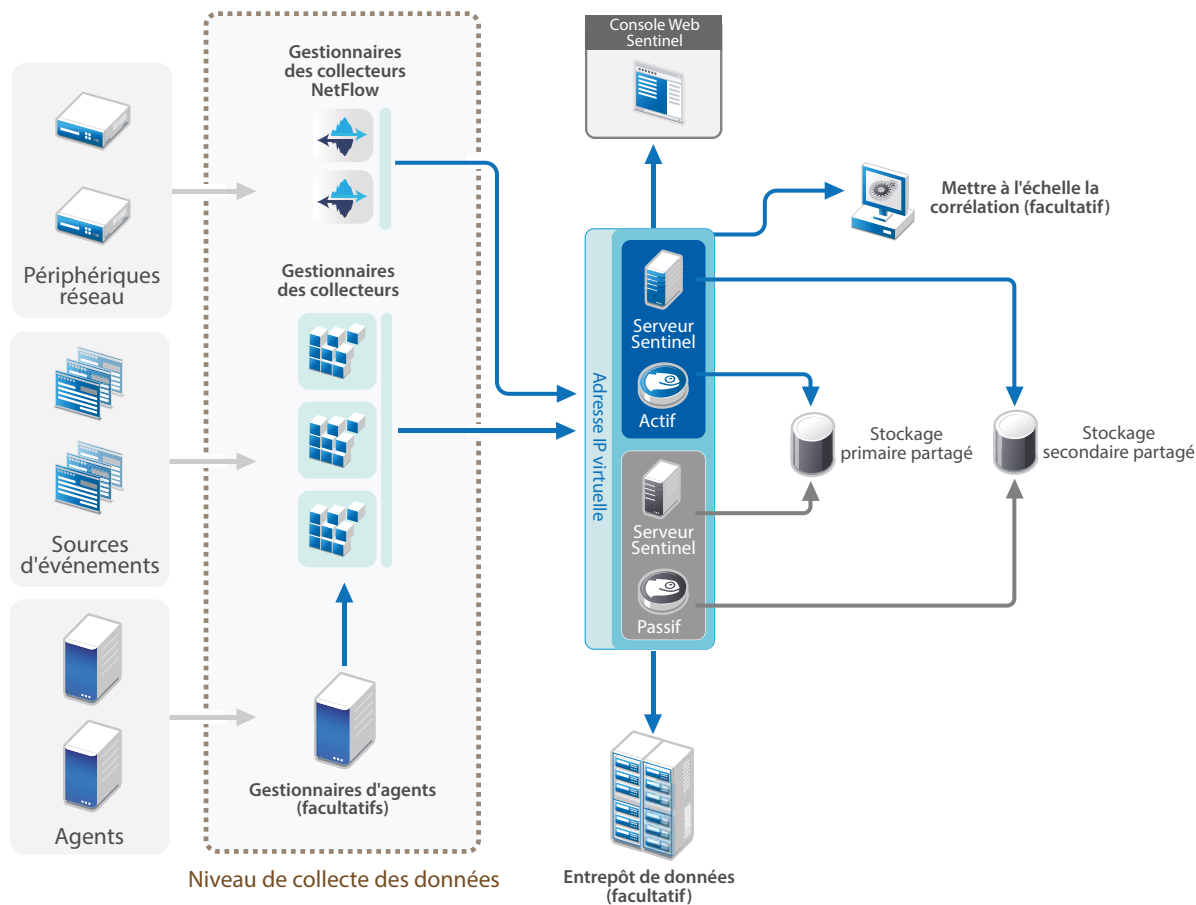 Console Web
Sentinel
Gestionnaires
des collecteurs
NetFlow
Périphériques
réseau
Mettre à l'échelle la
corrélation (facultatif)
Gestionnaires
des collecteurs
Adresse IP virtuelle
Serveur
Sentinel
Actif
Serveur
Sentinel
Passif
Stockage
primaire partagé
Stockage
secondaire partagé
Sources
d'événements
Agents
Gestionnaires d'agents
(facultatifs)
Niveau de collecte des données
Entrepôt de données
(facultatif)